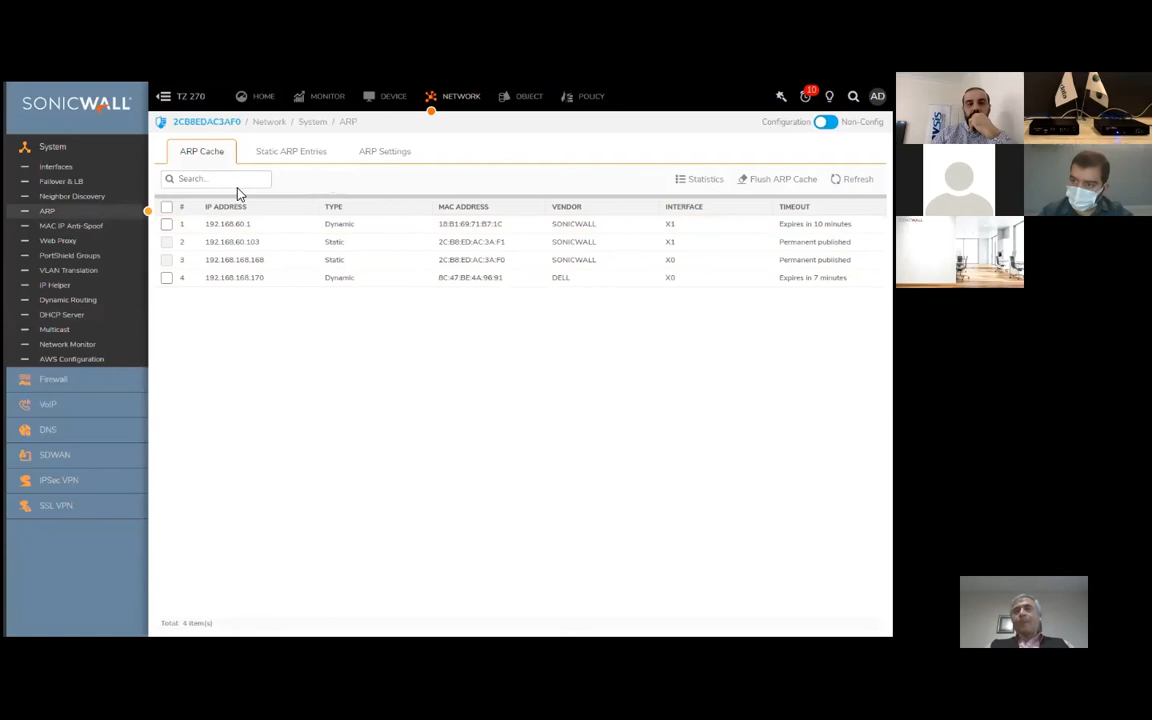 SONICWALL
TZ 270
HOME
MONITOR
DEVICE
NETWORK
OBJECT
POLICY
10
AD
2CB8EDAC3AF0 / Network / System / ARP
Configuration
Non-Config
System
Interfaces
Failover & LB
Neighbor Discovery
ARP
MAC IP Anti-Spoof
Web Proxy
PortShield Groups
VLAN Translation
IP Helper
Dynamic Routing
DHCP Server
Multicast
Network Monitor
AWS Configuration
Firewall
VoIP
DNS
SDWAN
IPSec VPN
SSL VPN
ARP Cache
Static ARP Entries
ARP Settings
Search...
Statistics
Flush ARP Cache
Refresh
# IP ADDRESS TYPE MAC ADDRESS VENDOR INTERFACE TIMEOUT
1 192.168.60.1 Dynamic 18:B1:69:71:B7:1C SONICWALL X1 Expires in 10 minutes
2 192.168.60.103 Static 2C:B8:ED:AC:3A:F1 SONICWALL X1 Permanent published
3 192.168.168.168 Static 2C:B8:ED:AC:3A:F0 SONICWALL X0 Permanent published
4 192.168.168.170 Dynamic 8C:47:BE:4A:96:91 DELL X0 Expires in 7 minutes
Total: 4 item(s)
SONICWALL